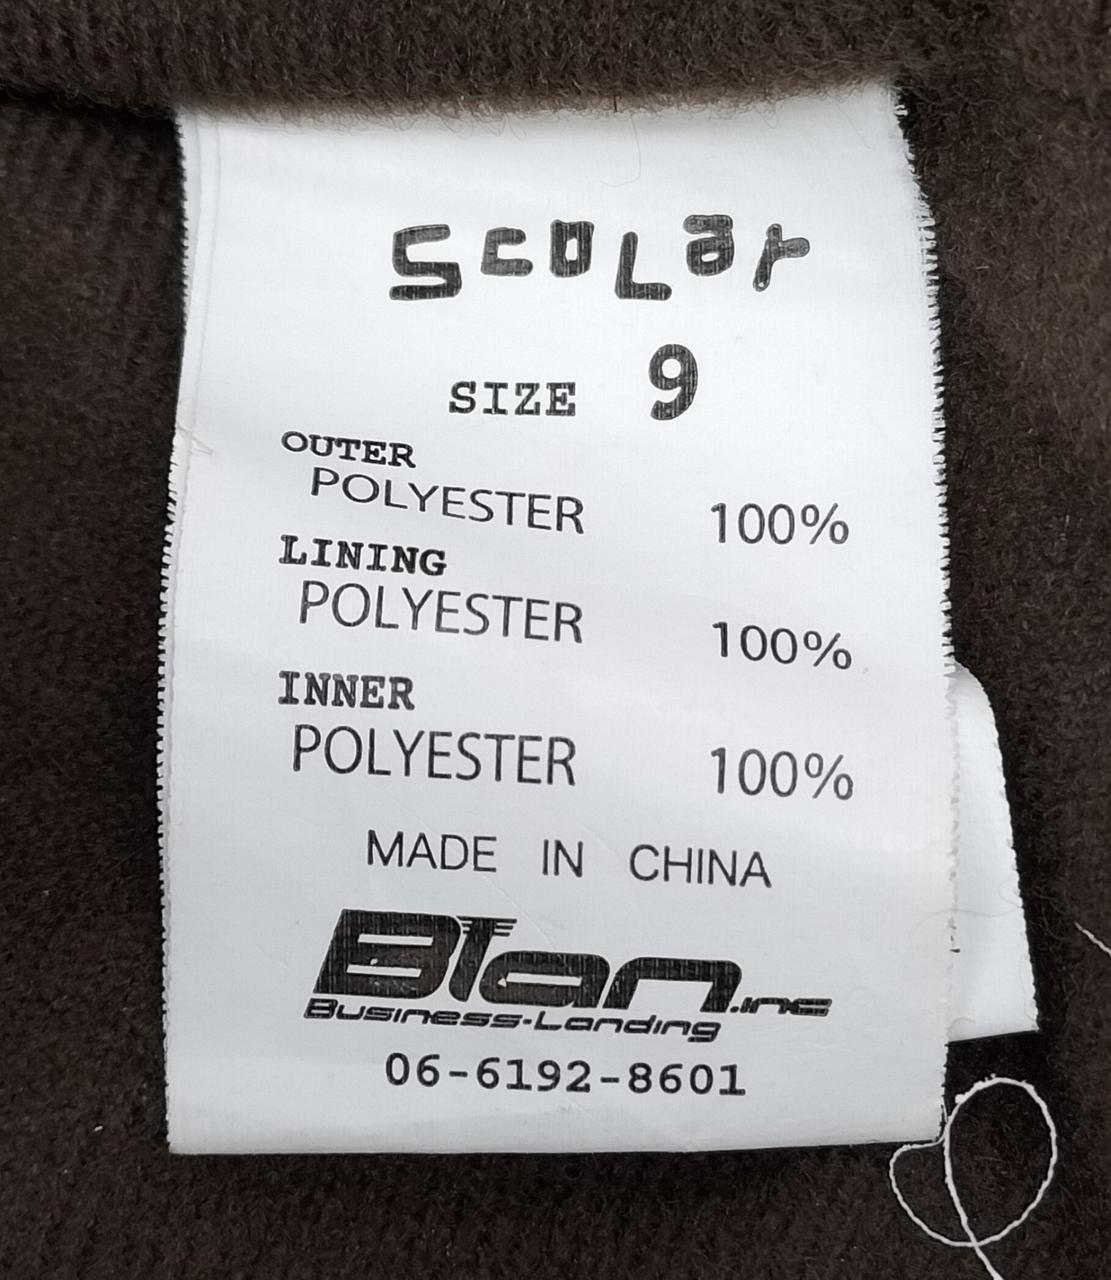 ScoLar
SIZE 9
OUTER
POLYESTER 100%
LINING
POLYESTER 100%
INNER
POLYESTER 100%
MADE IN CHINA
Blan.inc
Business-Landing
06-6192-8601